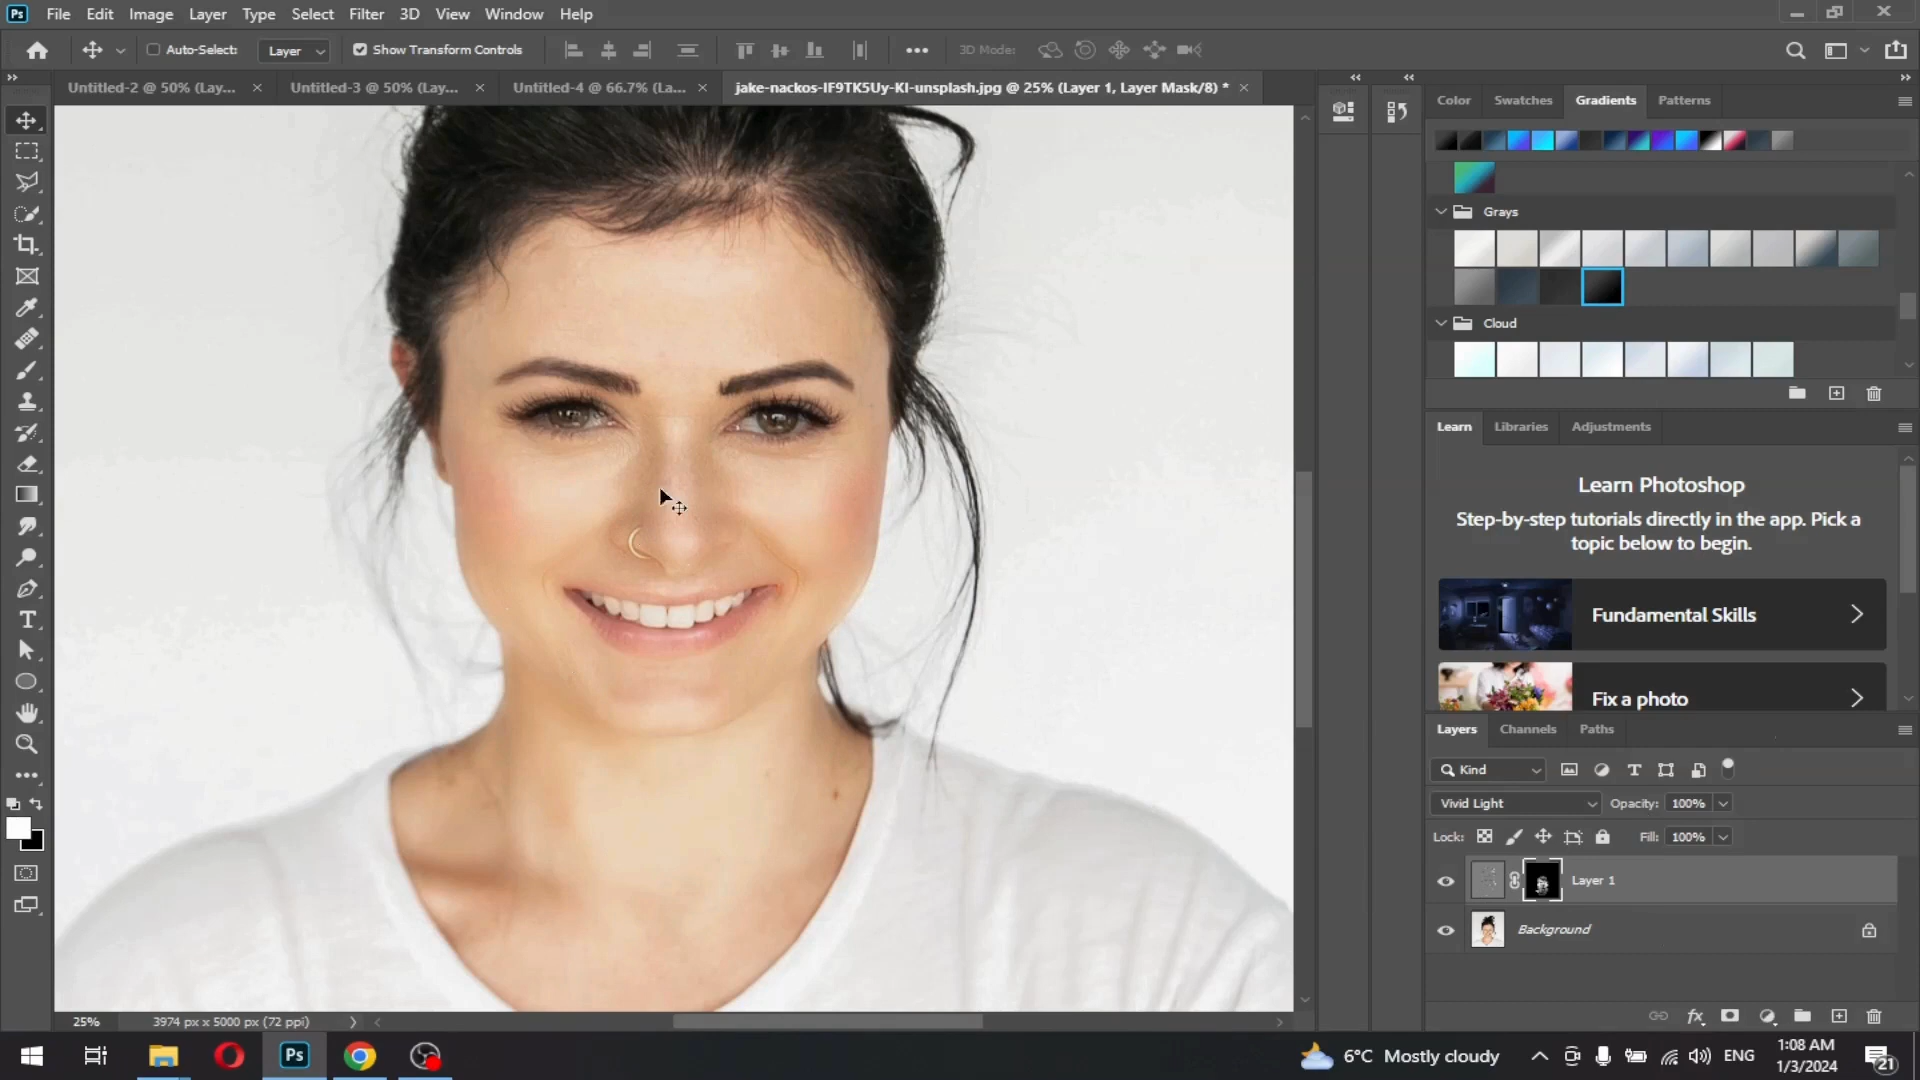 Ps File Edit Image Layer Type Select Filter 3D View Window Help
Auto-Select: Layer Show Transform Controls 3D Mode:
Untitled-2 @ 50% (Lay... Untitled-3 @ 50% (Lay... Untitled-4 @ 66.7% (La... jake-nackos-IF9TK5Uy-KI-unsplash.jpg @ 25% (Layer 1, Layer Mask/8) *
Color Swatches Gradients Patterns
Grays
Cloud
Learn Libraries Adjustments
Learn Photoshop
Step-by-step tutorials directly in the app. Pick a
topic below to begin.
Fundamental Skills
Fix a photo
Layers Channels Paths
Kind
Vivid Light Opacity: 100%
Lock: Fill: 100%
Layer 1
Background
25% 3974 px x 5000 px (72 ppi)
Ps 6°C Mostly cloudy ENG 1:08 AM
1/3/2024 21